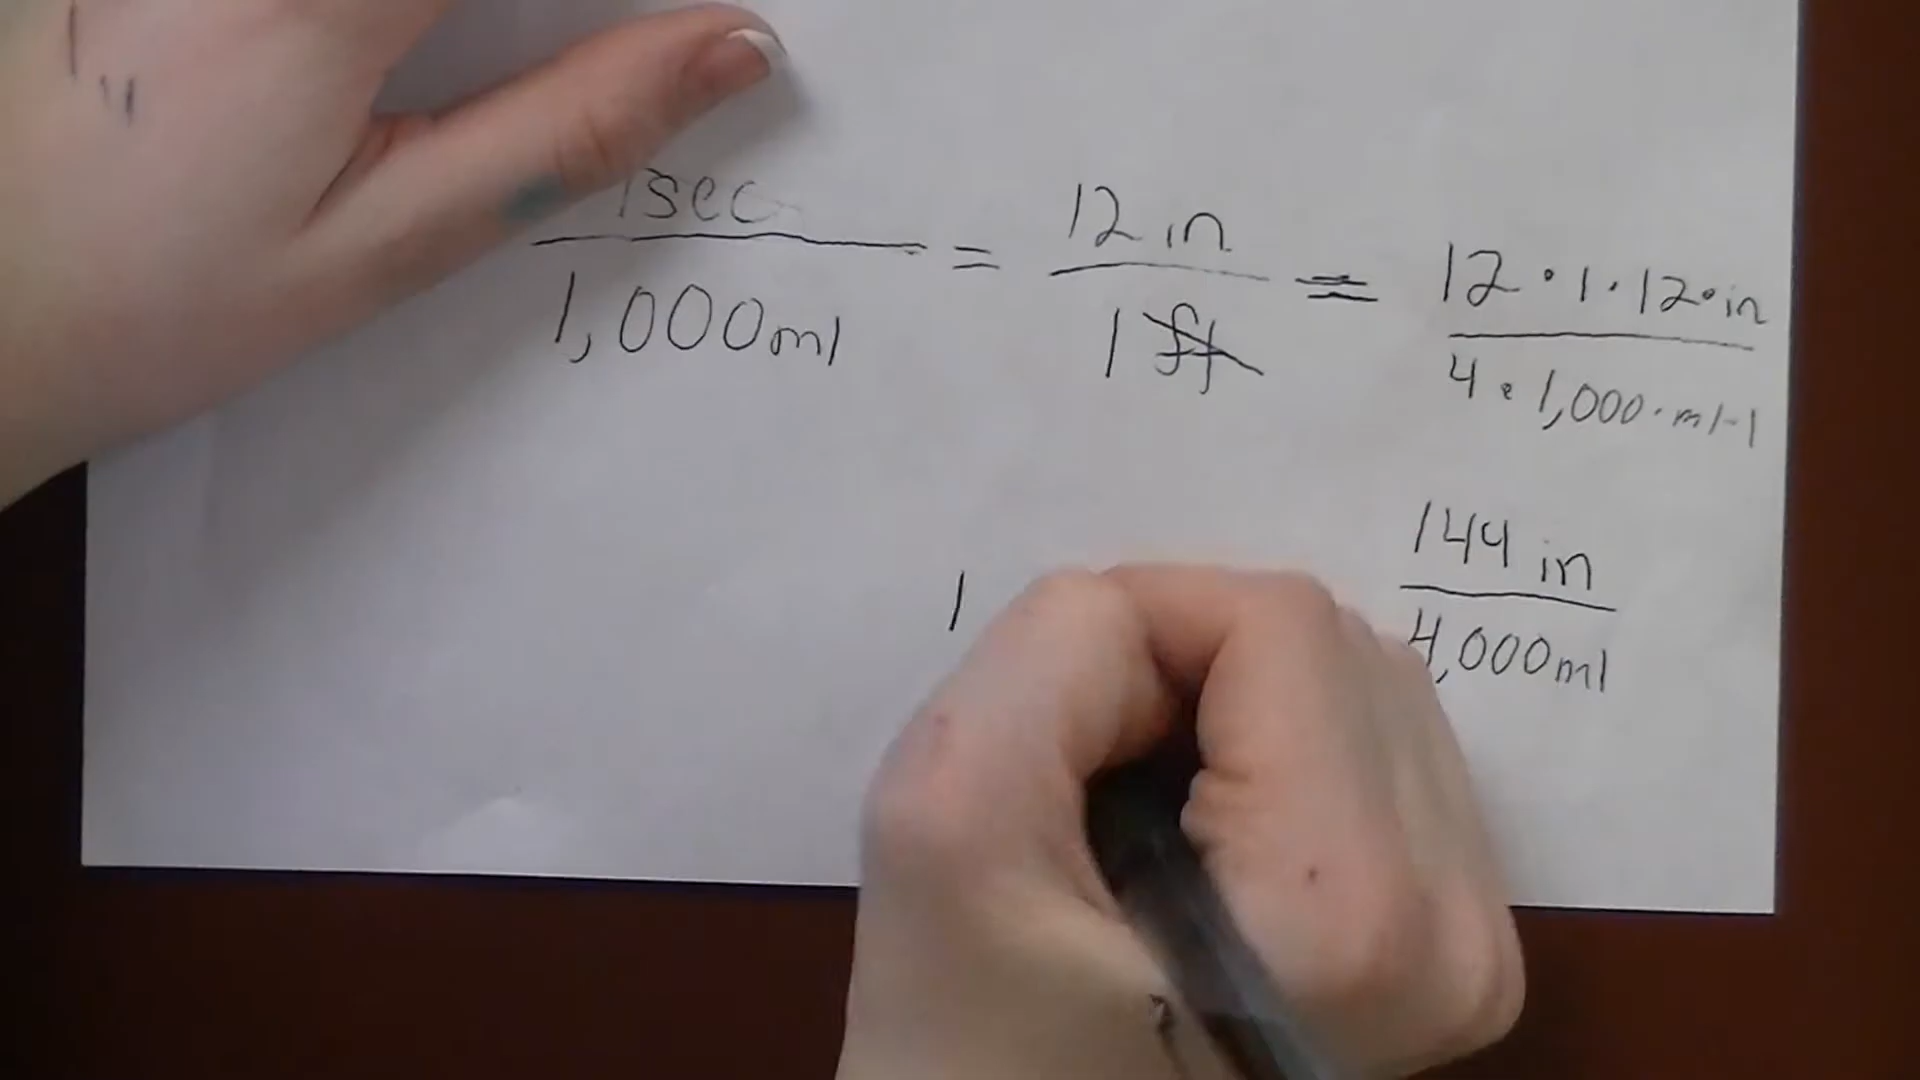 1sec = 12 in = 12 · 1 · 12 · in
1,000ml 1 ft 4 · 1,000 · ml · 1
144 in
4,000ml
1